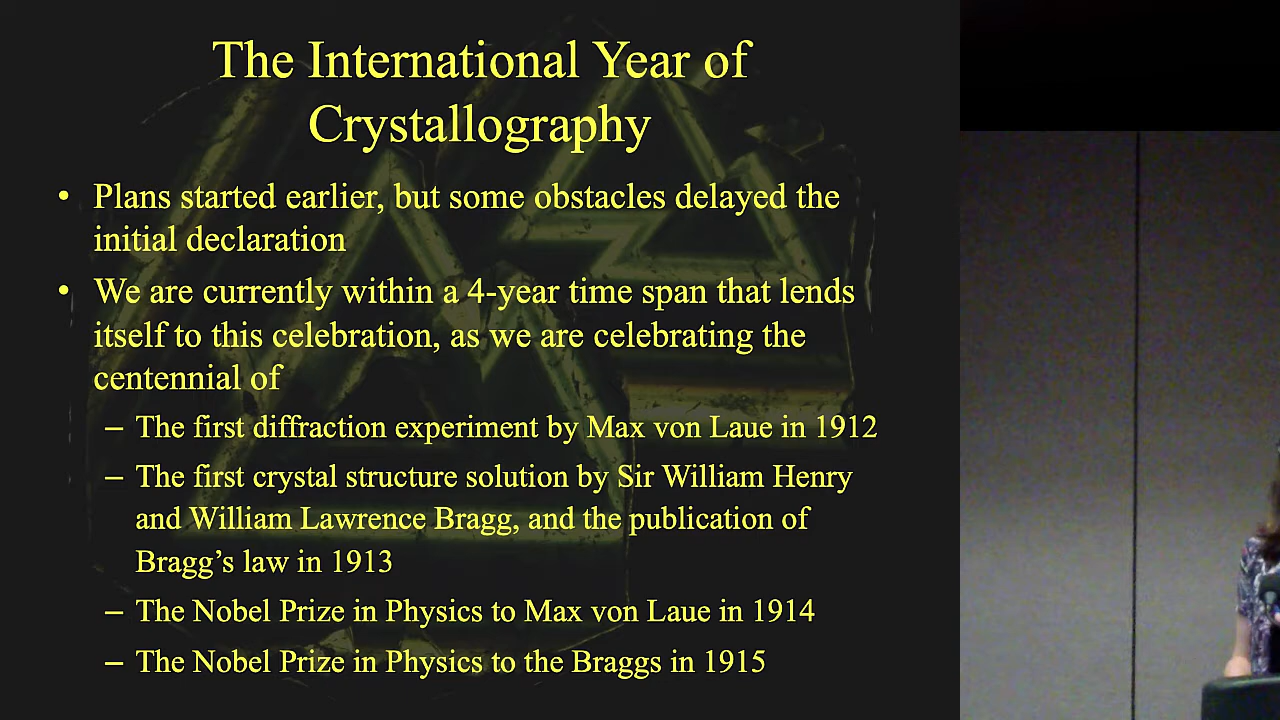 The International Year of
Crystallography
• Plans started earlier, but some obstacles delayed the
initial declaration
• We are currently within a 4-year time span that lends
itself to this celebration, as we are celebrating the
centennial of
– The first diffraction experiment by Max von Laue in 1912
– The first crystal structure solution by Sir William Henry
and William Lawrence Bragg, and the publication of
Bragg’s law in 1913
– The Nobel Prize in Physics to Max von Laue in 1914
– The Nobel Prize in Physics to the Braggs in 1915